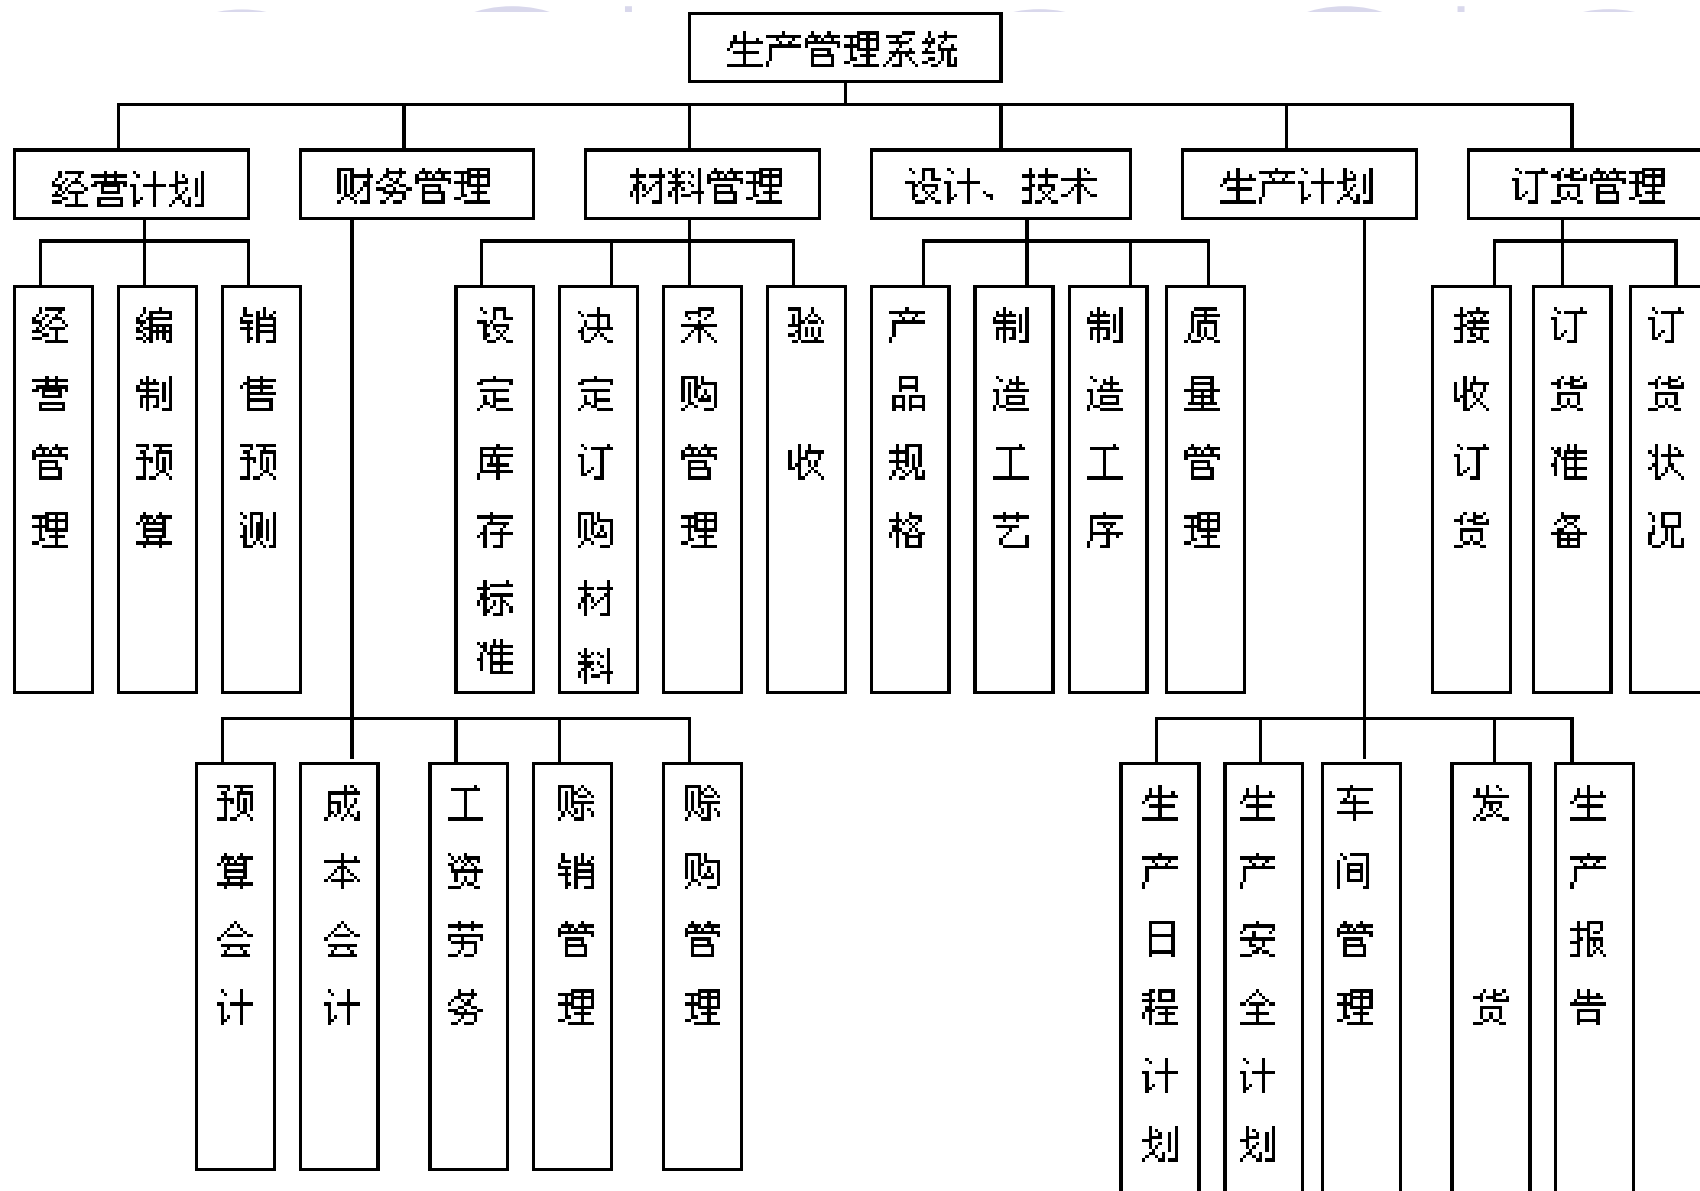 生产管理系统
经营计划
财务管理
材料管理
设计、技术
生产计划
订货管理
经营管理
编制预算
销售预测
设定库存标准
决定订购材料
采购管理
验收
产品规格
制造工艺
制造工序
质量管理
接收订货
订货准备
订货状况
预算会计
成本会计
工资劳务
赊销管理
赊购管理
生产日程计划
生产安全计划
车间管理
发货
生产报告